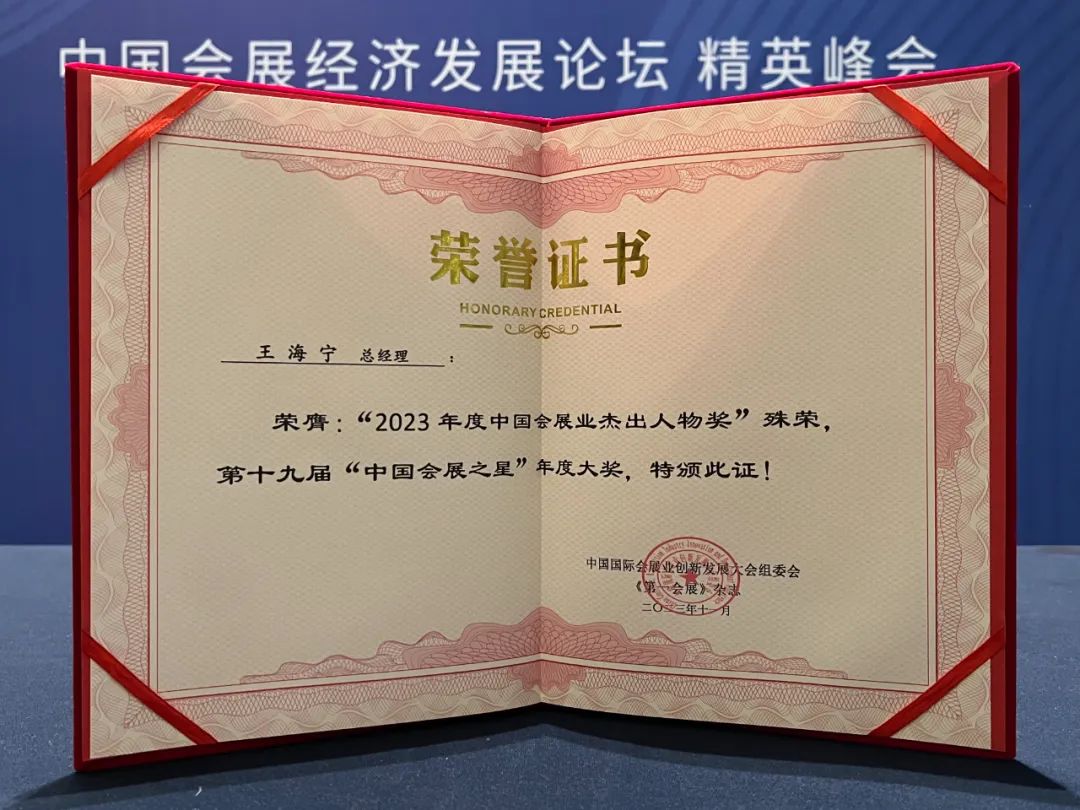 中国会展经济发展论坛 精英峰会
荣誉证书
HONORARY CREDENTIAL
王海宁 总经理：
荣膺：“2023年度中国会展业杰出人物奖”殊荣，
第十九届“中国会展之星”年度大奖，特颁此证！
中国国际会展业创新发展大会组委会
《第一会展》杂志
二〇二三年十一月
Industry Innovation and